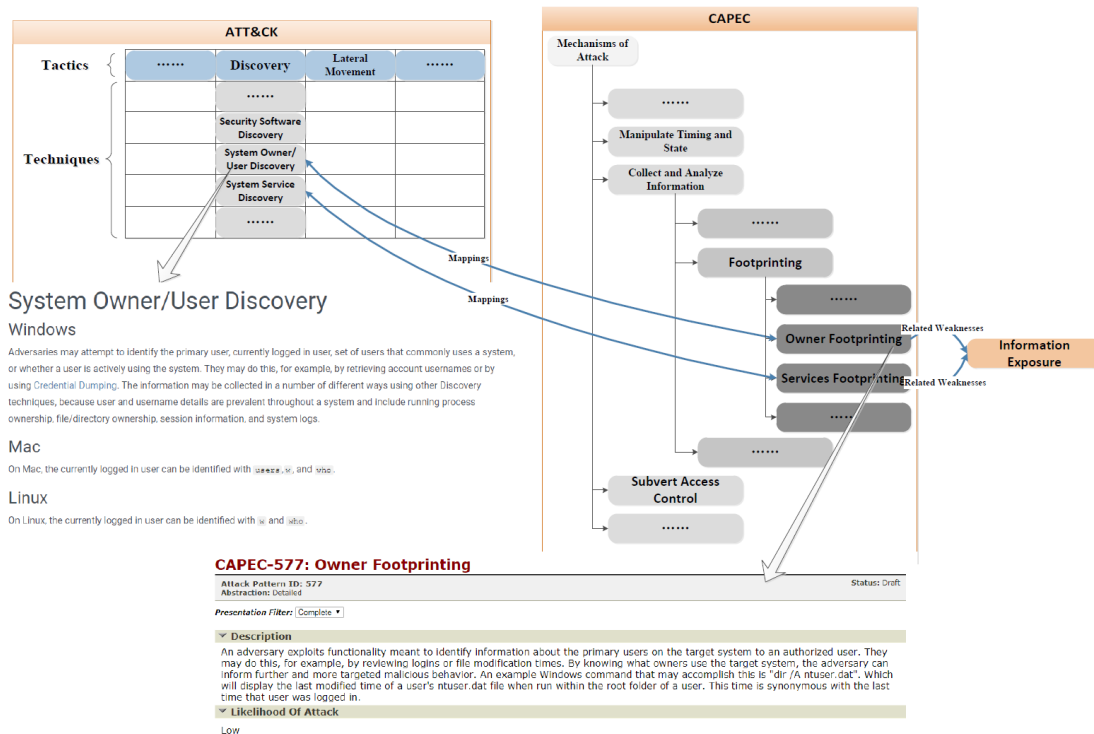 ATT&CK
Tactics
......
Discovery
Lateral
Movement
......
Techniques
......
Security Software
Discovery
System Owner/
User Discovery
System Service
Discovery
......
CAPEC
Mechanisms of
Attack
......
Manipulate Timing and
State
Collect and Analyze
Information
......
Footprinting
......
Owner Footprinting
Services Footprinting
......
......
Subvert Access
Control
......
Mappings
Mappings
Related Weaknesses
Related Weaknesses
Information
Exposure
System Owner/User Discovery
Windows
Adversaries may attempt to identify the primary user, currently logged in user, set of users that commonly uses a system,
or whether a user is actively using the system. They may do this, for example, by retrieving account usernames or by
using Credential Dumping. The information may be collected in a number of different ways using other Discovery
techniques, because user and username details are prevalent throughout a system and include running process
ownership, file/directory ownership, session information, and system logs.
Mac
On Mac, the currently logged in user can be identified with users,w, and who.
Linux
On Linux, the currently logged in user can be identified with w and who.
CAPEC-577: Owner Footprinting
Attack Pattern ID: 577
Abstraction: Detailed
Status: Draft
Presentation Filter: Complete
Description
An adversary exploits functionality meant to identify information about the primary users on the target system to an authorized user. They
may do this, for example, by reviewing logins or file modification times. By knowing what owners use the target system, the adversary can
inform further and more targeted malicious behavior. An example Windows command that may accomplish this is "dir /A ntuser.dat". Which
will display the last modified time of a user's ntuser.dat file when run within the root folder of a user. This time is synonymous with the last
time that user was logged in.
Likelihood Of Attack
Low